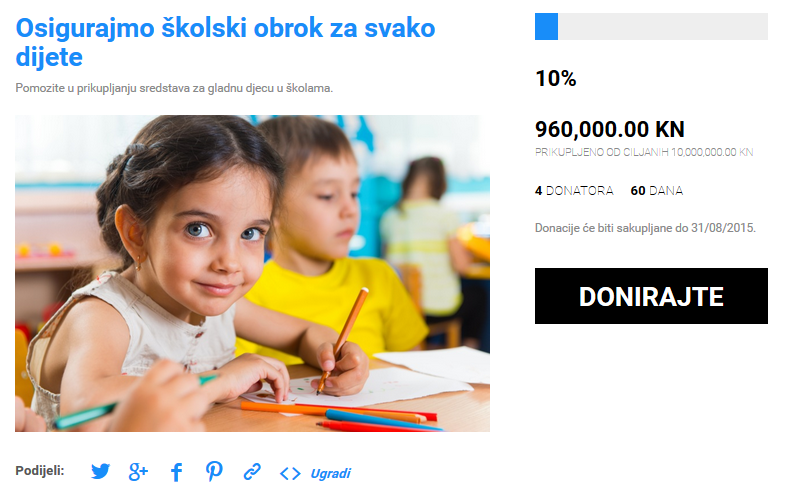 Osigurajmo školski obrok za svako
dijete
Pomozite u prikupljanju sredstava za gladnu djecu u školama.
10%
960,000.00 KN
PRIKUPLJENO OD CILJANIH 10,000,000.00 KN
4 DONATORA 60 DANA
Donacije će biti sakupljane do 31/08/2015.
DONIRAJTE
Podijeli: Ugradi